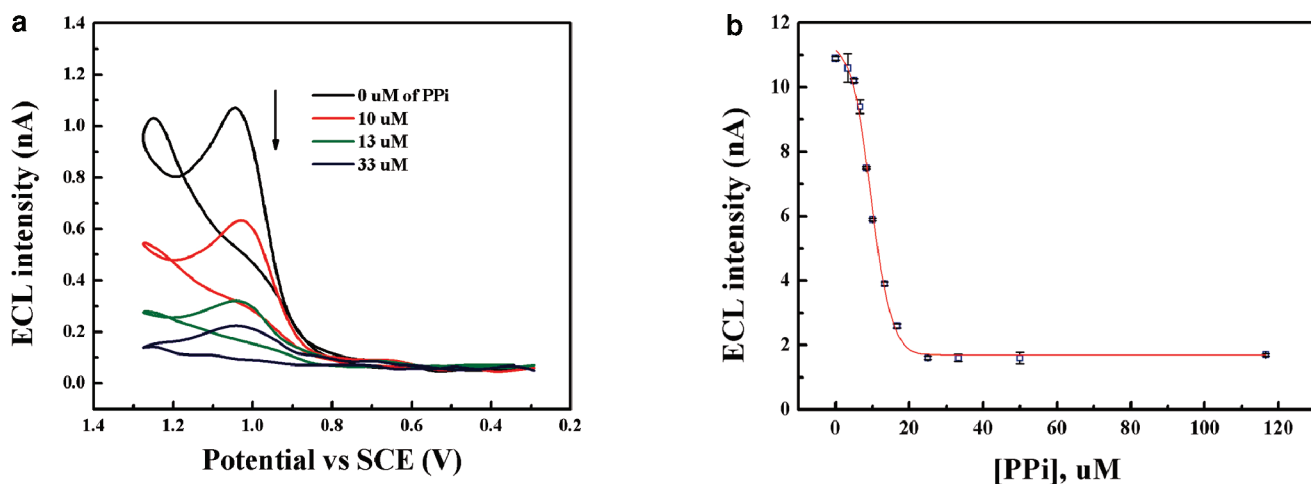 a
ECL intensity (nA)
1.4
1.2
1.0
0.8
0.6
0.4
0.2
0.0
0 uM of PPi
10 uM
13 uM
33 uM
1.4 1.2 1.0 0.8 0.6 0.4 0.2
Potential vs SCE (V)
b
ECL intensity (nA)
12
10
8
6
4
2
0
0 20 40 60 80 100 120
[PPi], uM